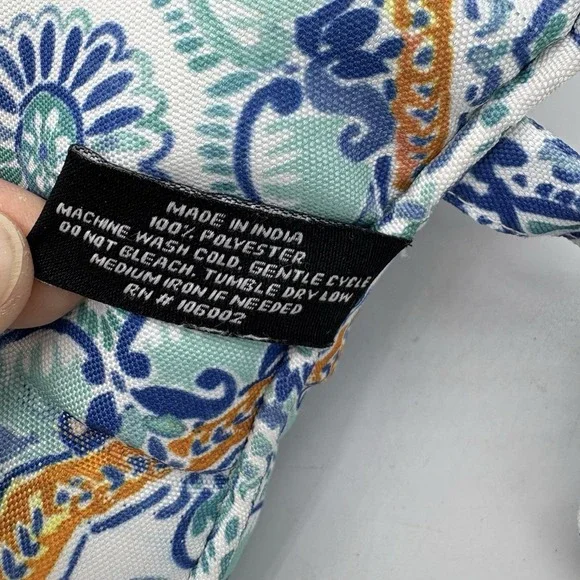 MADE IN INDIA
100% POLYESTER
MACHINE WASH COLD, GENTLE CYCLE
DO NOT BLEACH, TUMBLE DRY LOW
MEDIUM IRON IF NEEDED
RN # 106002